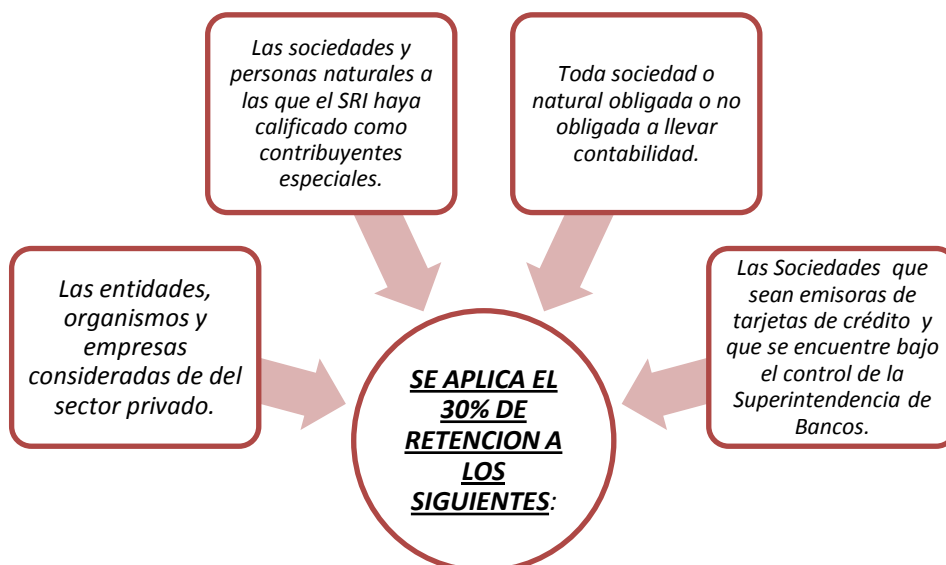 Las sociedades y
personas naturales a
las que el SRI haya
calificado como
contribuyentes
especiales.
Toda sociedad o
natural obligada o no
obligada a llevar
contabilidad.
Las entidades,
organismos y
empresas
consideradas de del
sector privado.
Las Sociedades que
sean emisoras de
tarjetas de crédito y
que se encuentre bajo
el control de la
Superintendencia de
Bancos.
SE APLICA EL
30% DE
RETENCION A
LOS
SIGUIENTES: